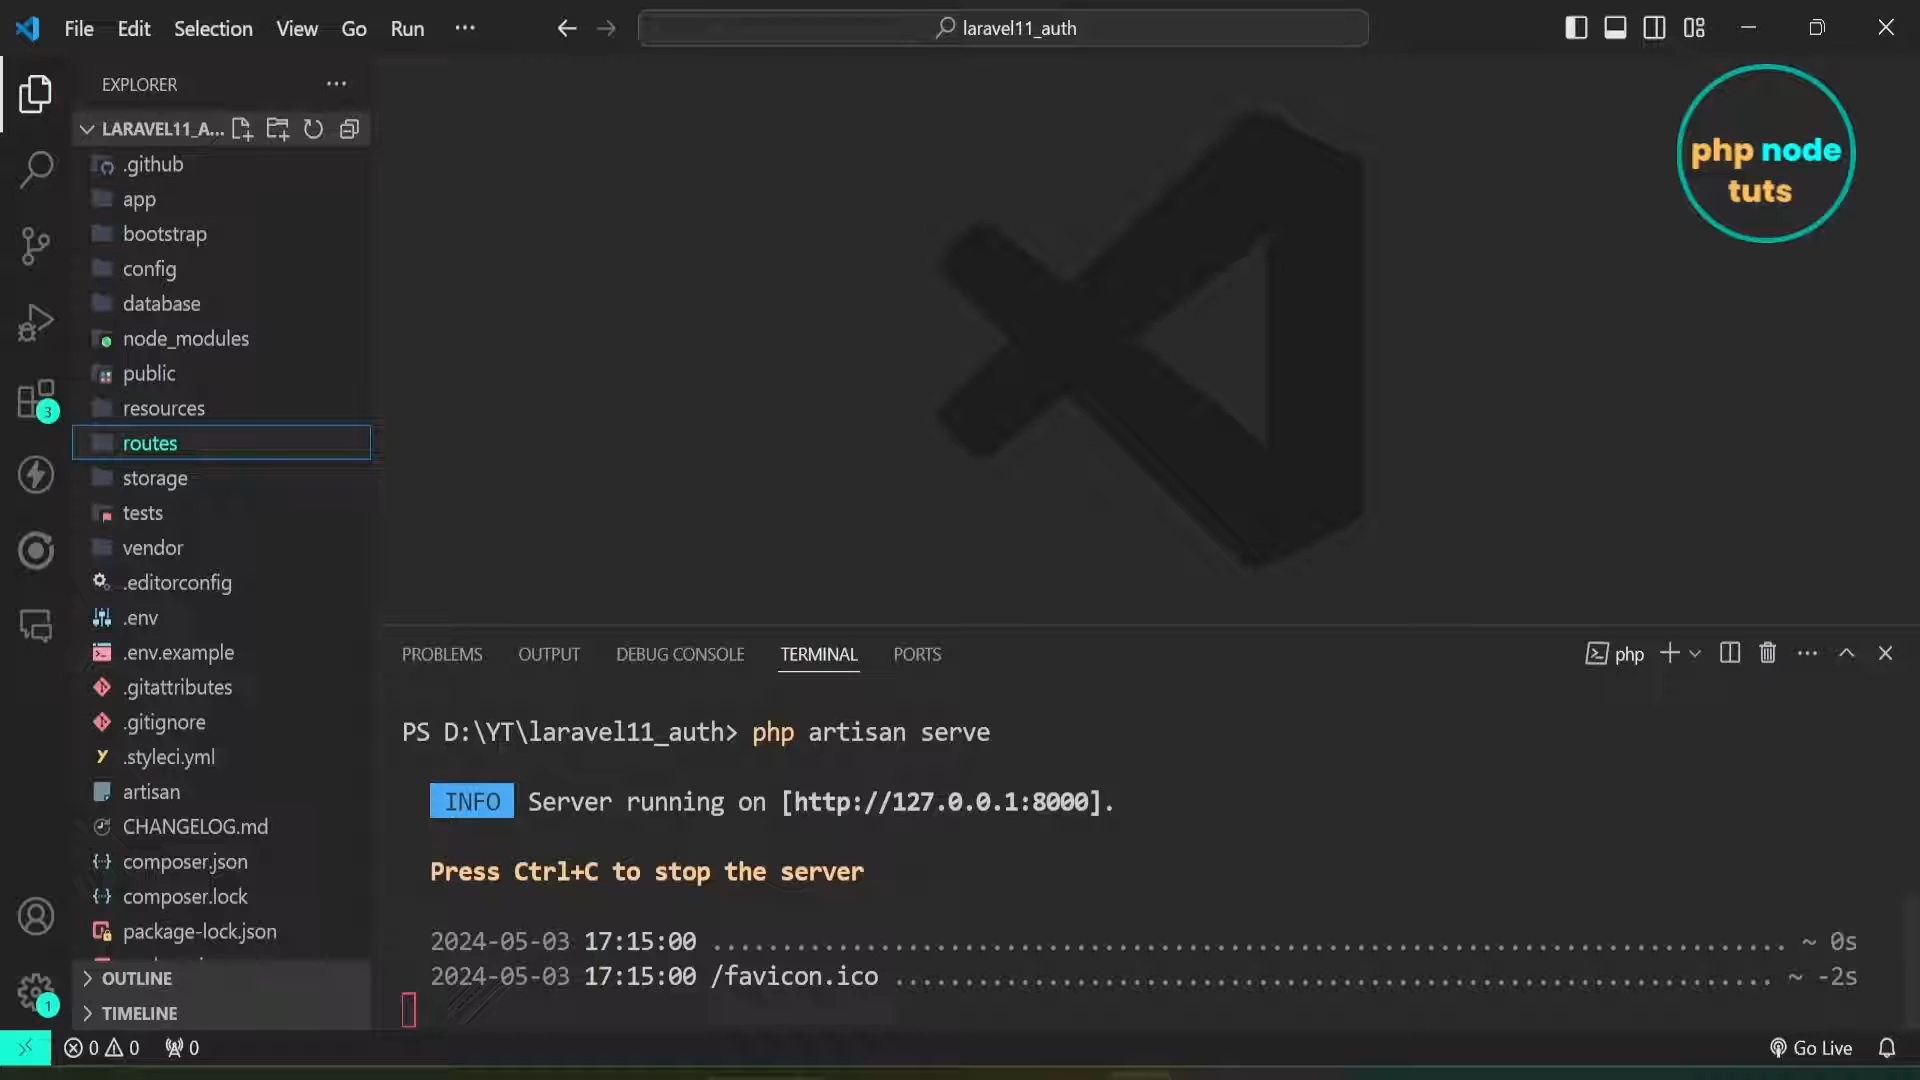 File Edit Selection View Go Run ···
laravel11_auth
EXPLORER ···
LARAVEL11_A...
.github
app
bootstrap
config
database
node_modules
public
resources
routes
storage
tests
vendor
.editorconfig
.env
.env.example
.gitattributes
.gitignore
.styleci.yml
artisan
CHANGELOG.md
composer.json
composer.lock
package-lock.json
OUTLINE
TIMELINE
3
1
php node
tuts
PROBLEMS OUTPUT DEBUG CONSOLE TERMINAL PORTS
php
PS D:\YT\laravel11_auth> php artisan serve
INFO Server running on [http://127.0.0.1:8000].
Press Ctrl+C to stop the server
2024-05-03 17:15:00 ............................................................................. ~ 0s
2024-05-03 17:15:00 /favicon.ico ............................................................... ~ -2s
0 0 0
Go Live